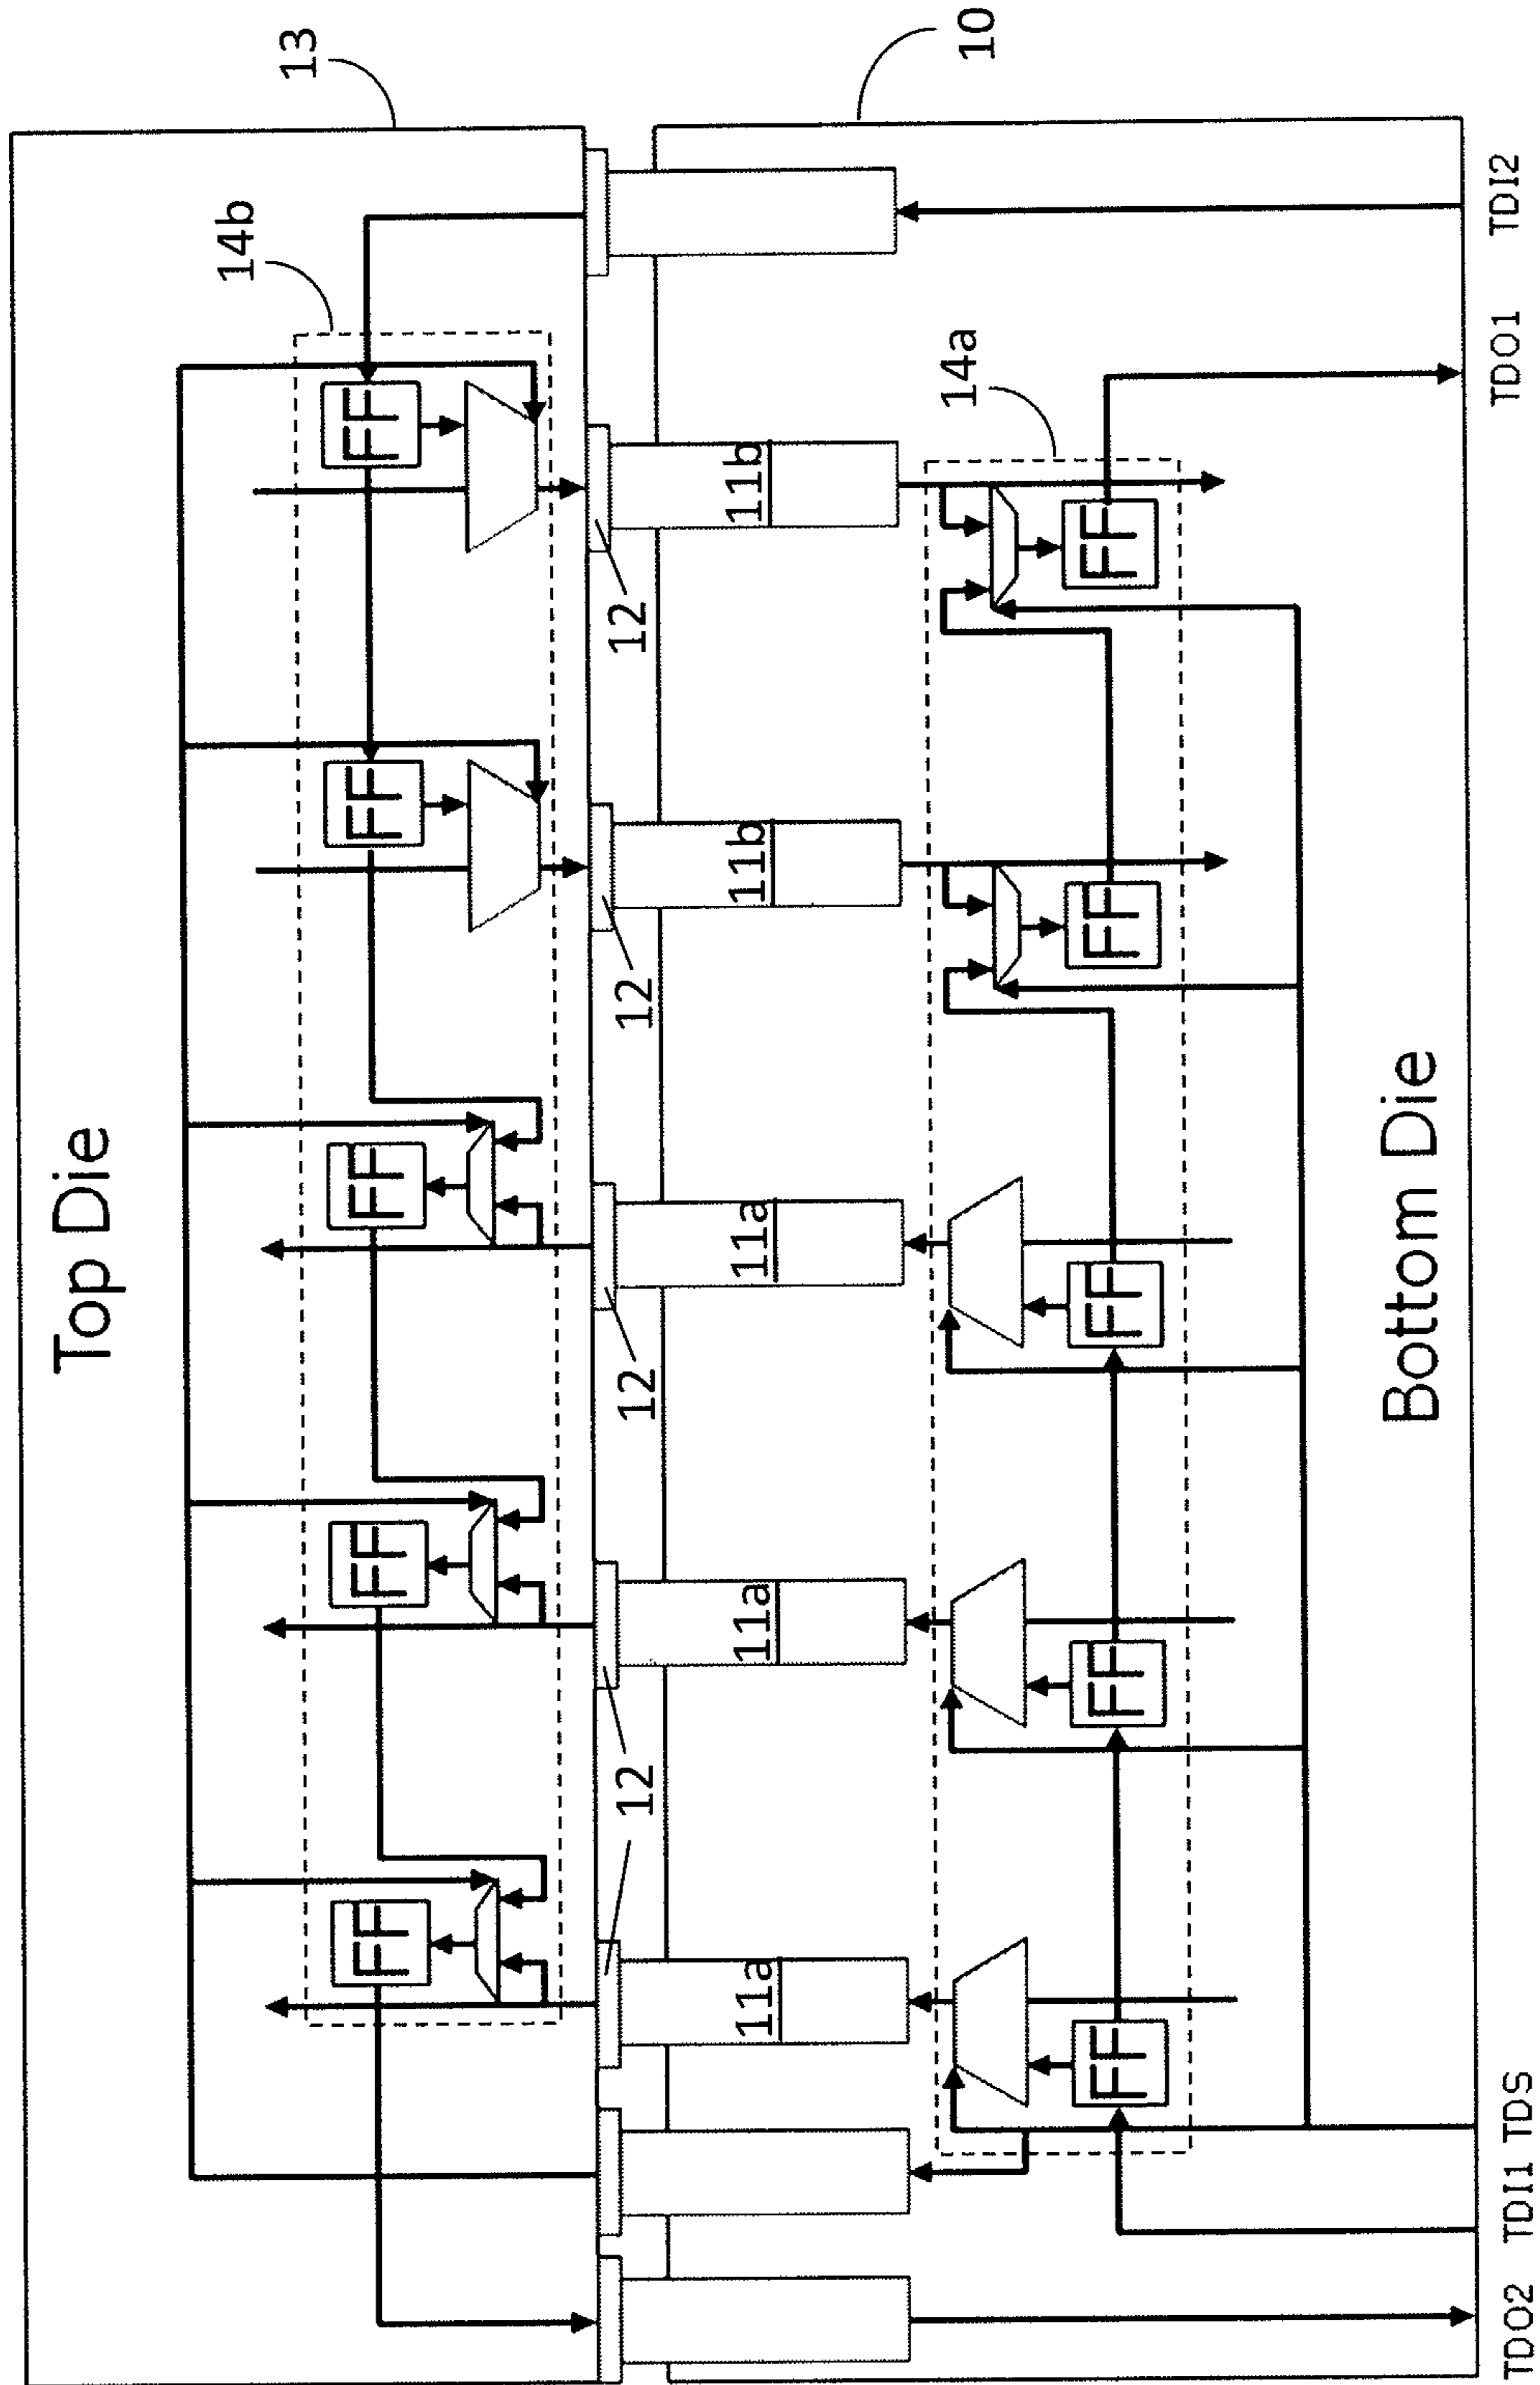 Top Die
13
14b
FF FF FF FF FF
12 12 12 12
11a 11a 11a 11b 11b
14a
10
FF FF FF FF FF
Bottom Die
TDO2 TDI1 TDS TDO1 TDI2